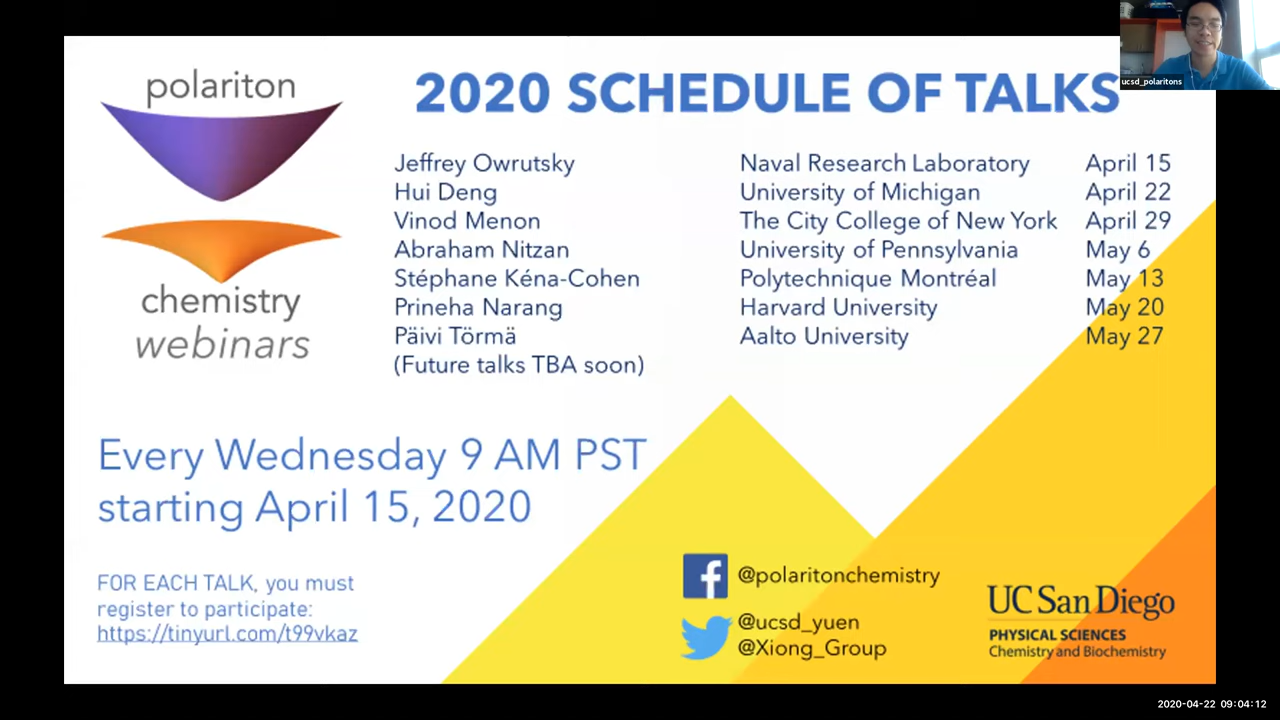 polariton
chemistry
webinars
2020 SCHEDULE OF TALKS
Jeffrey Owrutsky Naval Research Laboratory April 15
Hui Deng University of Michigan April 22
Vinod Menon The City College of New York April 29
Abraham Nitzan University of Pennsylvania May 6
Stéphane Kéna-Cohen Polytechnique Montréal May 13
Prineha Narang Harvard University May 20
Päivi Törmä Aalto University May 27
(Future talks TBA soon)
Every Wednesday 9 AM PST
starting April 15, 2020
FOR EACH TALK, you must
register to participate:
https://tinyurl.com/t99vkaz
@polaritonchemistry
@ucsd_yuen
@Xiong_Group
UC San Diego
PHYSICAL SCIENCES
Chemistry and Biochemistry
ucsd_polaritons
2020-04-22 09:04:12